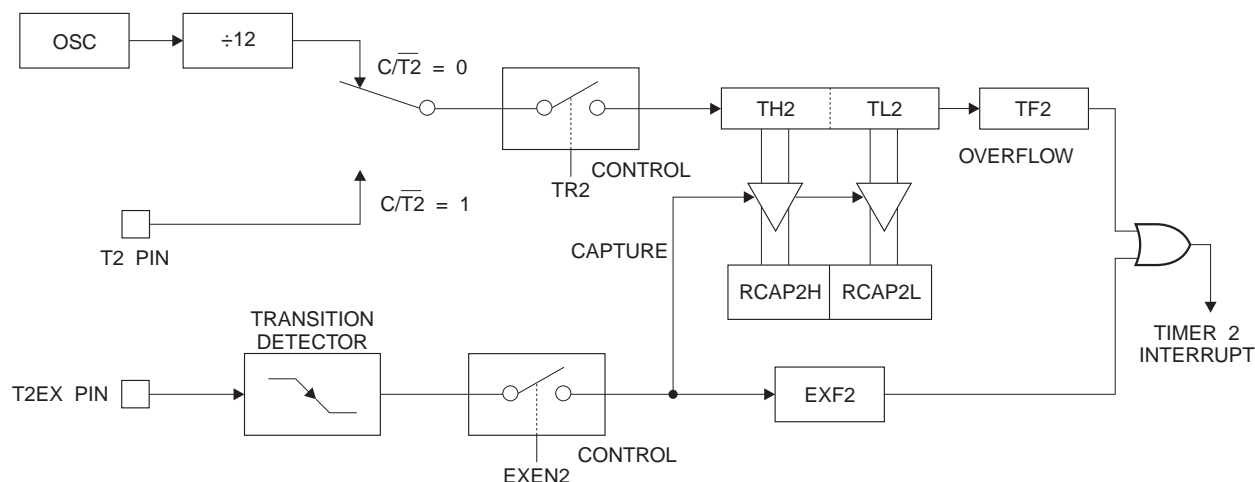 OSC
÷12
C/T2̅ = 0
TH2
TL2
TF2
OVERFLOW
CONTROL
TR2
C/T2̅ = 1
T2 PIN
CAPTURE
RCAP2H
RCAP2L
TRANSITION
DETECTOR
TIMER 2
INTERRUPT
T2EX PIN
EXF2
CONTROL
EXEN2